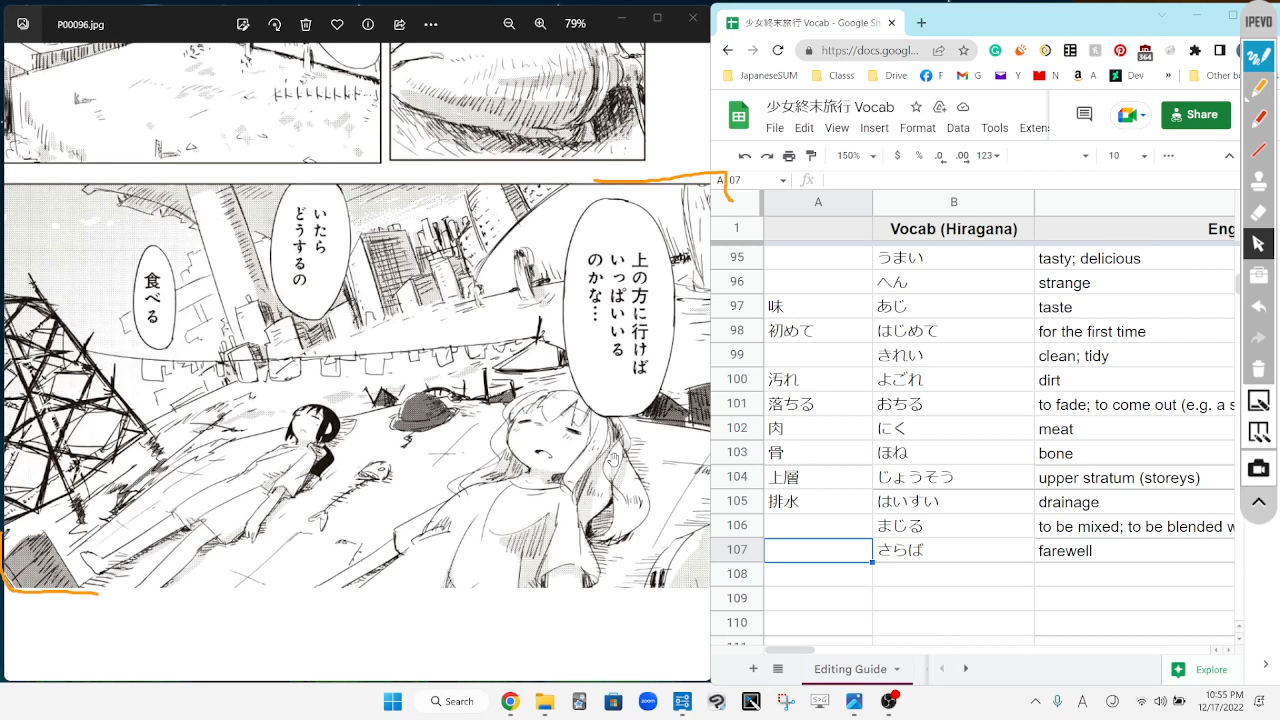 P00096.jpg
79%
上の方に行けば
いっぱいいる
のかな…
いたら
どうするの
食べる
少女終末旅行 Vocab - Google Sh
https://docs.googl...
364
JapaneseSUM
Classes
Drive
F
G
Y
N
A
Dev
»
Other bo
少女終末旅行 Vocab
Share
File Edit View Insert Format Data Tools Extens
150% $ % .0 .00 123 10
A107 fx
A B
1 Vocab (Hiragana) Eng
95 うまい tasty; delicious
96 へん strange
97 味 あじ taste
98 初めて はじめて for the first time
99 きれい clean; tidy
100 汚れ よごれ dirt
101 落ちる おちる to fade; to come out (e.g. a s
102 肉 にく meat
103 骨 ほね bone
104 上層 じょうそう upper stratum (storeys)
105 排水 はいすい drainage
106 まじる to be mixed; to be blended w
107 さらば farewell
108
109
110
Editing Guide
Explore
IPEVO
Search
zoom
A
10:55 PM
12/17/2022